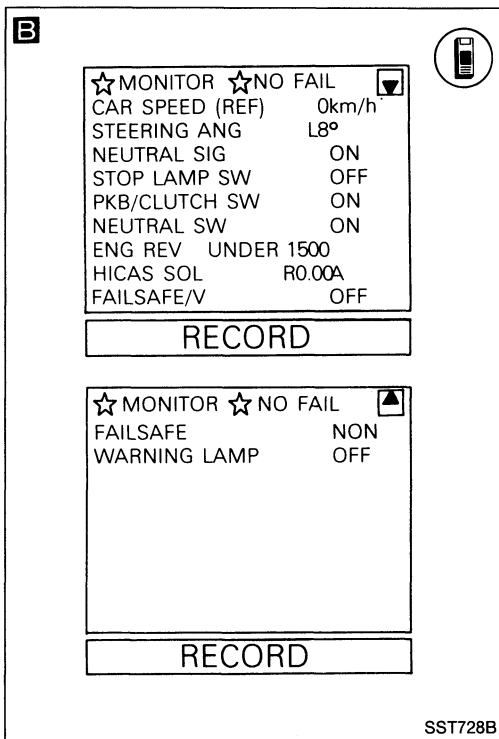 B
☆MONITOR ☆NO FAIL ▼
CAR SPEED (REF) 0km/h
STEERING ANG L8º
NEUTRAL SIG ON
STOP LAMP SW OFF
PKB/CLUTCH SW ON
NEUTRAL SW ON
ENG REV UNDER 1500
HICAS SOL R0.00A
FAILSAFE/V OFF
RECORD
☆MONITOR ☆NO FAIL ▲
FAILSAFE NON
WARNING LAMP OFF
RECORD
SST728B